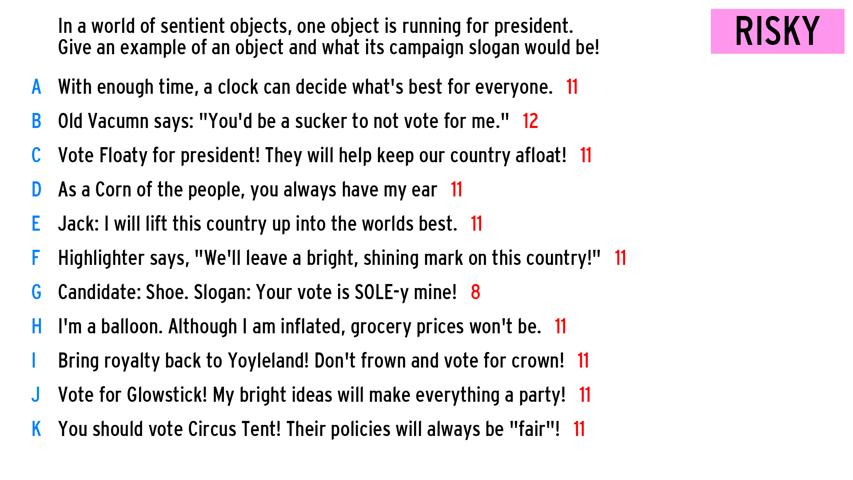 In a world of sentient objects, one object is running for president.
Give an example of an object and what its campaign slogan would be!
RISKY
A With enough time, a clock can decide what's best for everyone. 11
B Old Vacumn says: "You'd be a sucker to not vote for me." 12
C Vote Floaty for president! They will help keep our country afloat! 11
D As a Corn of the people, you always have my ear 11
E Jack: I will lift this country up into the worlds best. 11
F Highlighter says, "We'll leave a bright, shining mark on this country!" 11
G Candidate: Shoe. Slogan: Your vote is SOLE-y mine! 8
H I'm a balloon. Although I am inflated, grocery prices won't be. 11
I Bring royalty back to Yoyleland! Don't frown and vote for crown! 11
J Vote for Glowstick! My bright ideas will make everything a party! 11
K You should vote Circus Tent! Their policies will always be "fair"! 11